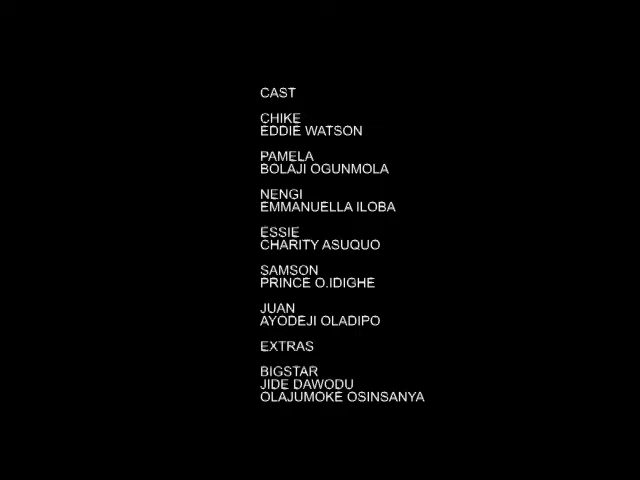 CAST
CHIKE
EDDIE WATSON
PAMELA
BOLAJI OGUNMOLA
NENGI
EMMANUELLA ILOBA
ESSIE
CHARITY ASUQUO
SAMSON
PRINCE O.IDIGHE
JUAN
AYODEJI OLADIPO
EXTRAS
BIGSTAR
JIDE DAWODU
OLAJUMOKE OSINSANYA